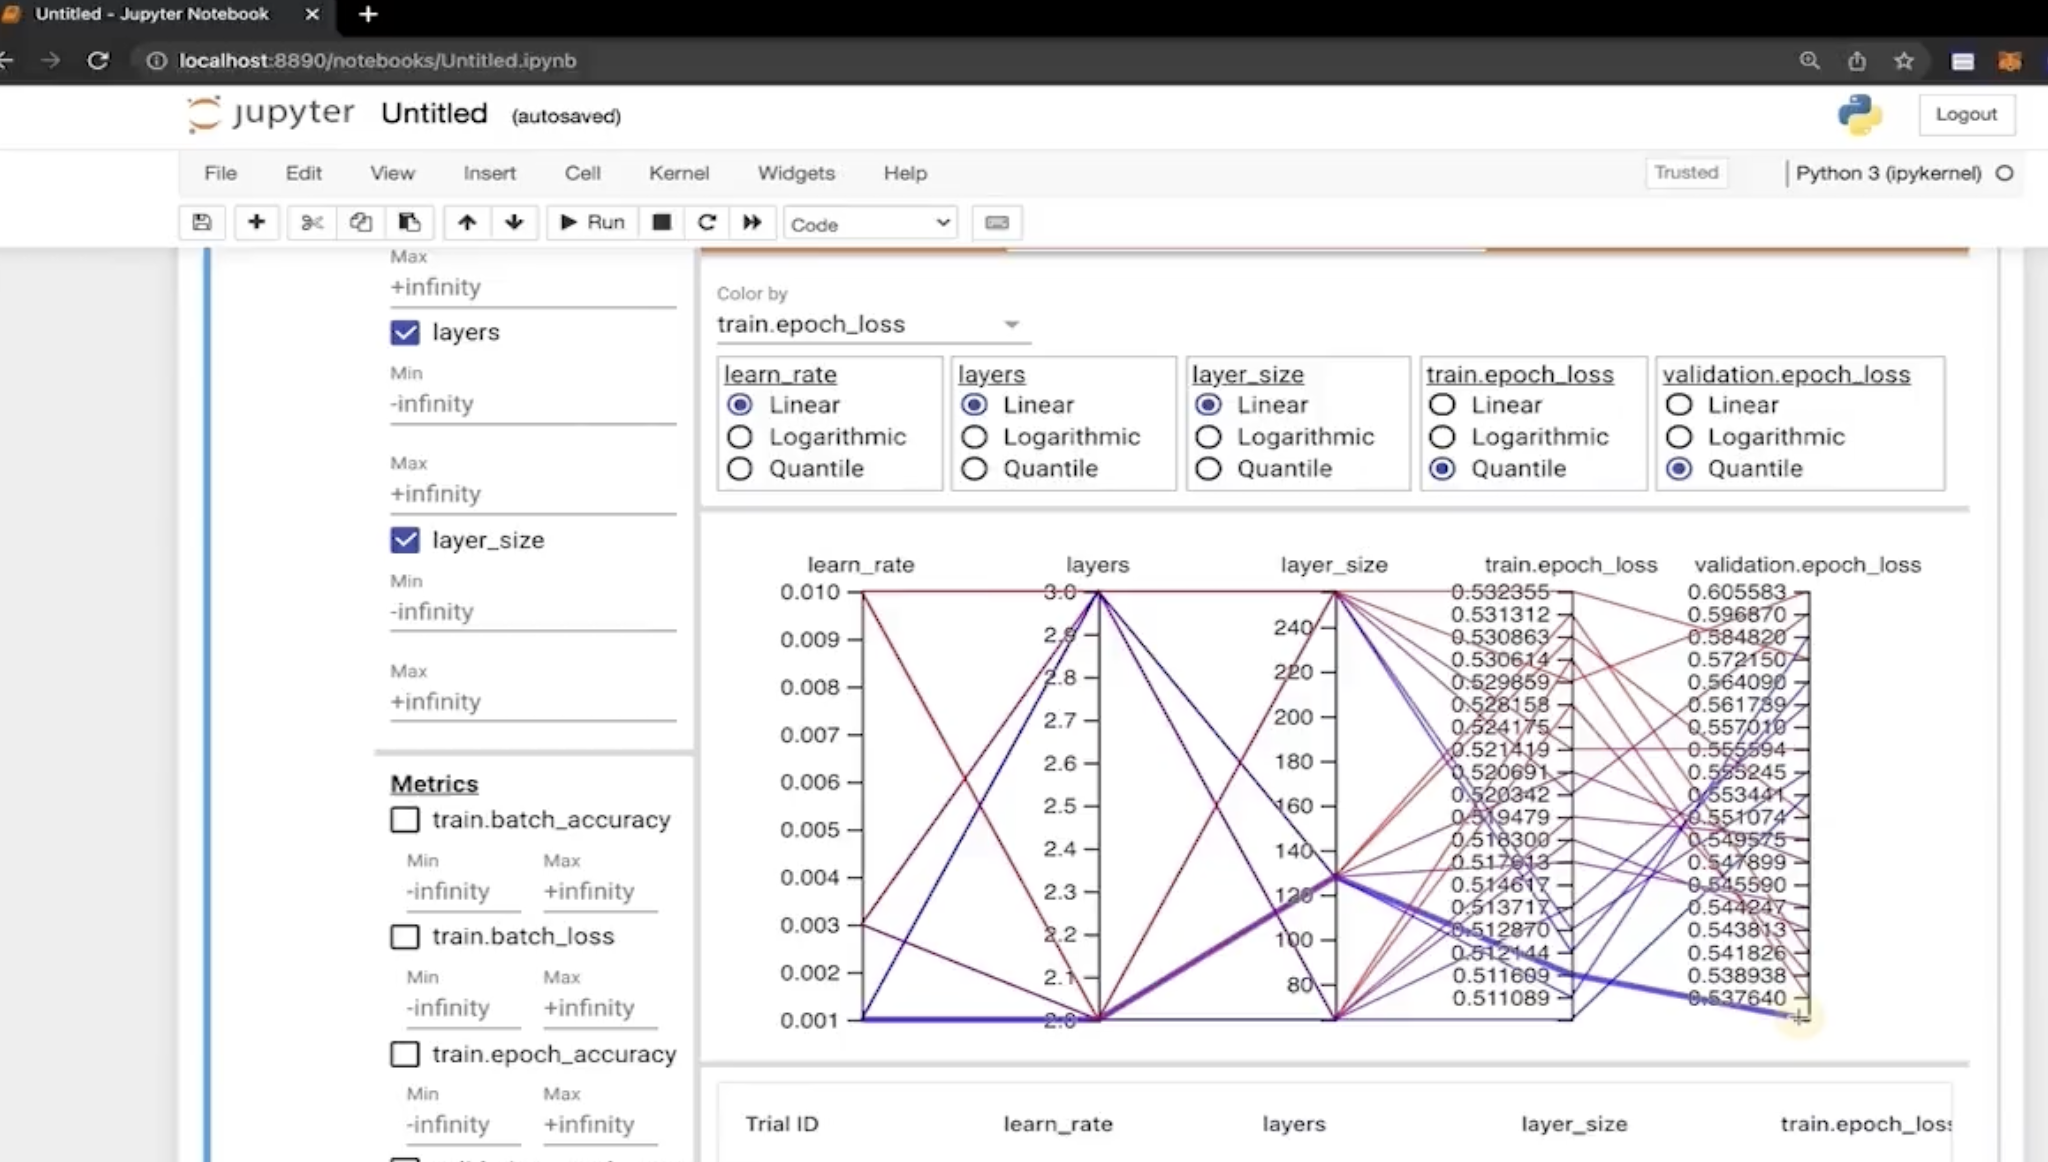 Untitled - Jupyter Notebook
localhost:8890/notebooks/Untitled.ipynb
jupyter Untitled (autosaved)
Logout
File Edit View Insert Cell Kernel Widgets Help
Trusted
Python 3 (ipykernel)
Run
Code
Max
+infinity
layers
Min
-infinity
Max
+infinity
layer_size
Min
-infinity
Max
+infinity
Metrics
train.batch_accuracy
Min Max
-infinity +infinity
train.batch_loss
Min Max
-infinity +infinity
train.epoch_accuracy
Min Max
-infinity +infinity
Color by
train.epoch_loss
learn_rate
Linear
Logarithmic
Quantile
layers
Linear
Logarithmic
Quantile
layer_size
Linear
Logarithmic
Quantile
train.epoch_loss
Linear
Logarithmic
Quantile
validation.epoch_loss
Linear
Logarithmic
Quantile
learn_rate
0.010
0.009
0.008
0.007
0.006
0.005
0.004
0.003
0.002
0.001
layers
3.0
2.9
2.8
2.7
2.6
2.5
2.4
2.3
2.2
2.1
2.0
layer_size
240
220
200
180
160
140
120
100
80
train.epoch_loss
0.532355
0.531312
0.530863
0.530614
0.529859
0.528158
0.524175
0.521419
0.520691
0.520342
0.519479
0.518300
0.517613
0.514617
0.513717
0.512870
0.512144
0.511609
0.511089
validation.epoch_loss
0.605583
0.596870
0.584820
0.572150
0.564090
0.561739
0.557010
0.555594
0.555245
0.553441
0.551074
0.549575
0.547899
0.545590
0.544247
0.543813
0.541826
0.538938
0.537640
Trial ID learn_rate layers layer_size train.epoch_loss